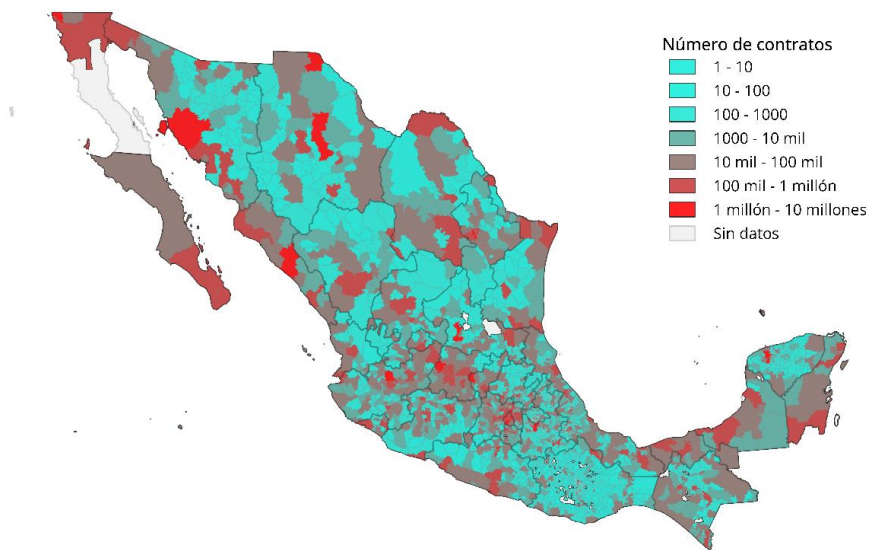 Número de contratos
1 - 10
10 - 100
100 - 1000
1000 - 10 mil
10 mil - 100 mil
100 mil - 1 millón
1 millón - 10 millones
Sin datos